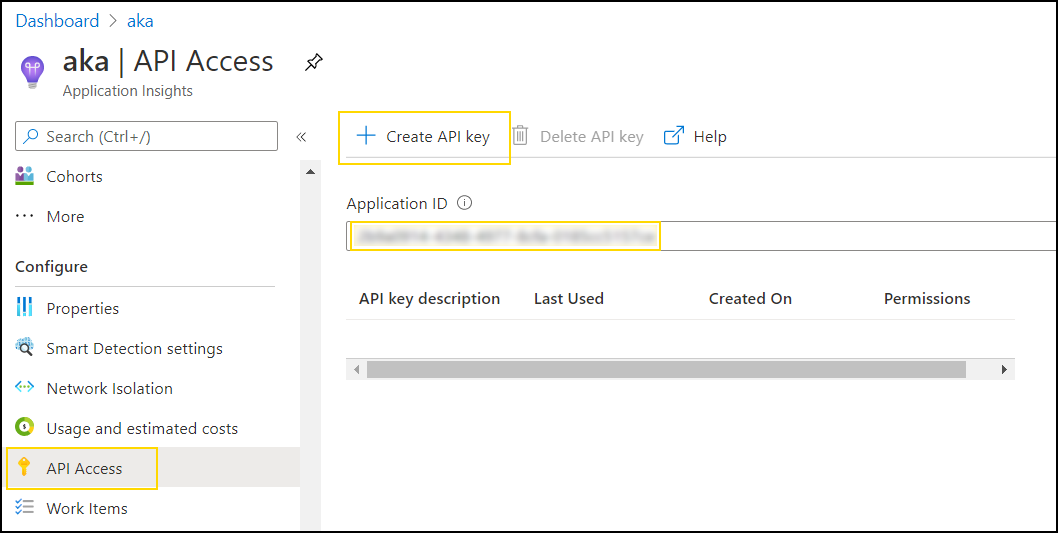 Dashboard > aka
aka | API Access
Application Insights
Search (Ctrl+/)
«
Cohorts
··· More
Configure
Properties
Smart Detection settings
Network Isolation
Usage and estimated costs
API Access
Work Items
+ Create API key
Delete API key
Help
Application ID
API key description Last Used Created On Permissions